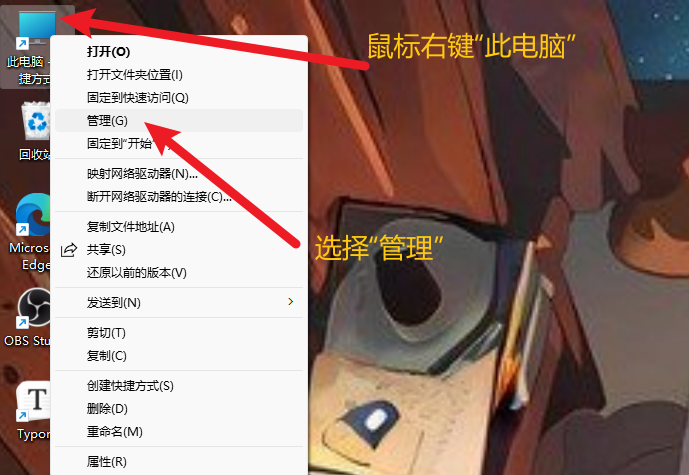 鼠标右键“此电脑”
此电脑 -
捷方式
回收站
Micros
Edge
OBS Stu
Typor
打开(O)
打开文件夹位置(I)
固定到快速访问(Q)
管理(G)
固定到“开始”
映射网络驱动器(N)...
断开网络驱动器的连接(C)...
复制文件地址(A)
共享(S)
还原以前的版本(V)
发送到(N)
剪切(T)
复制(C)
创建快捷方式(S)
删除(D)
重命名(M)
属性(R)
选择“管理”